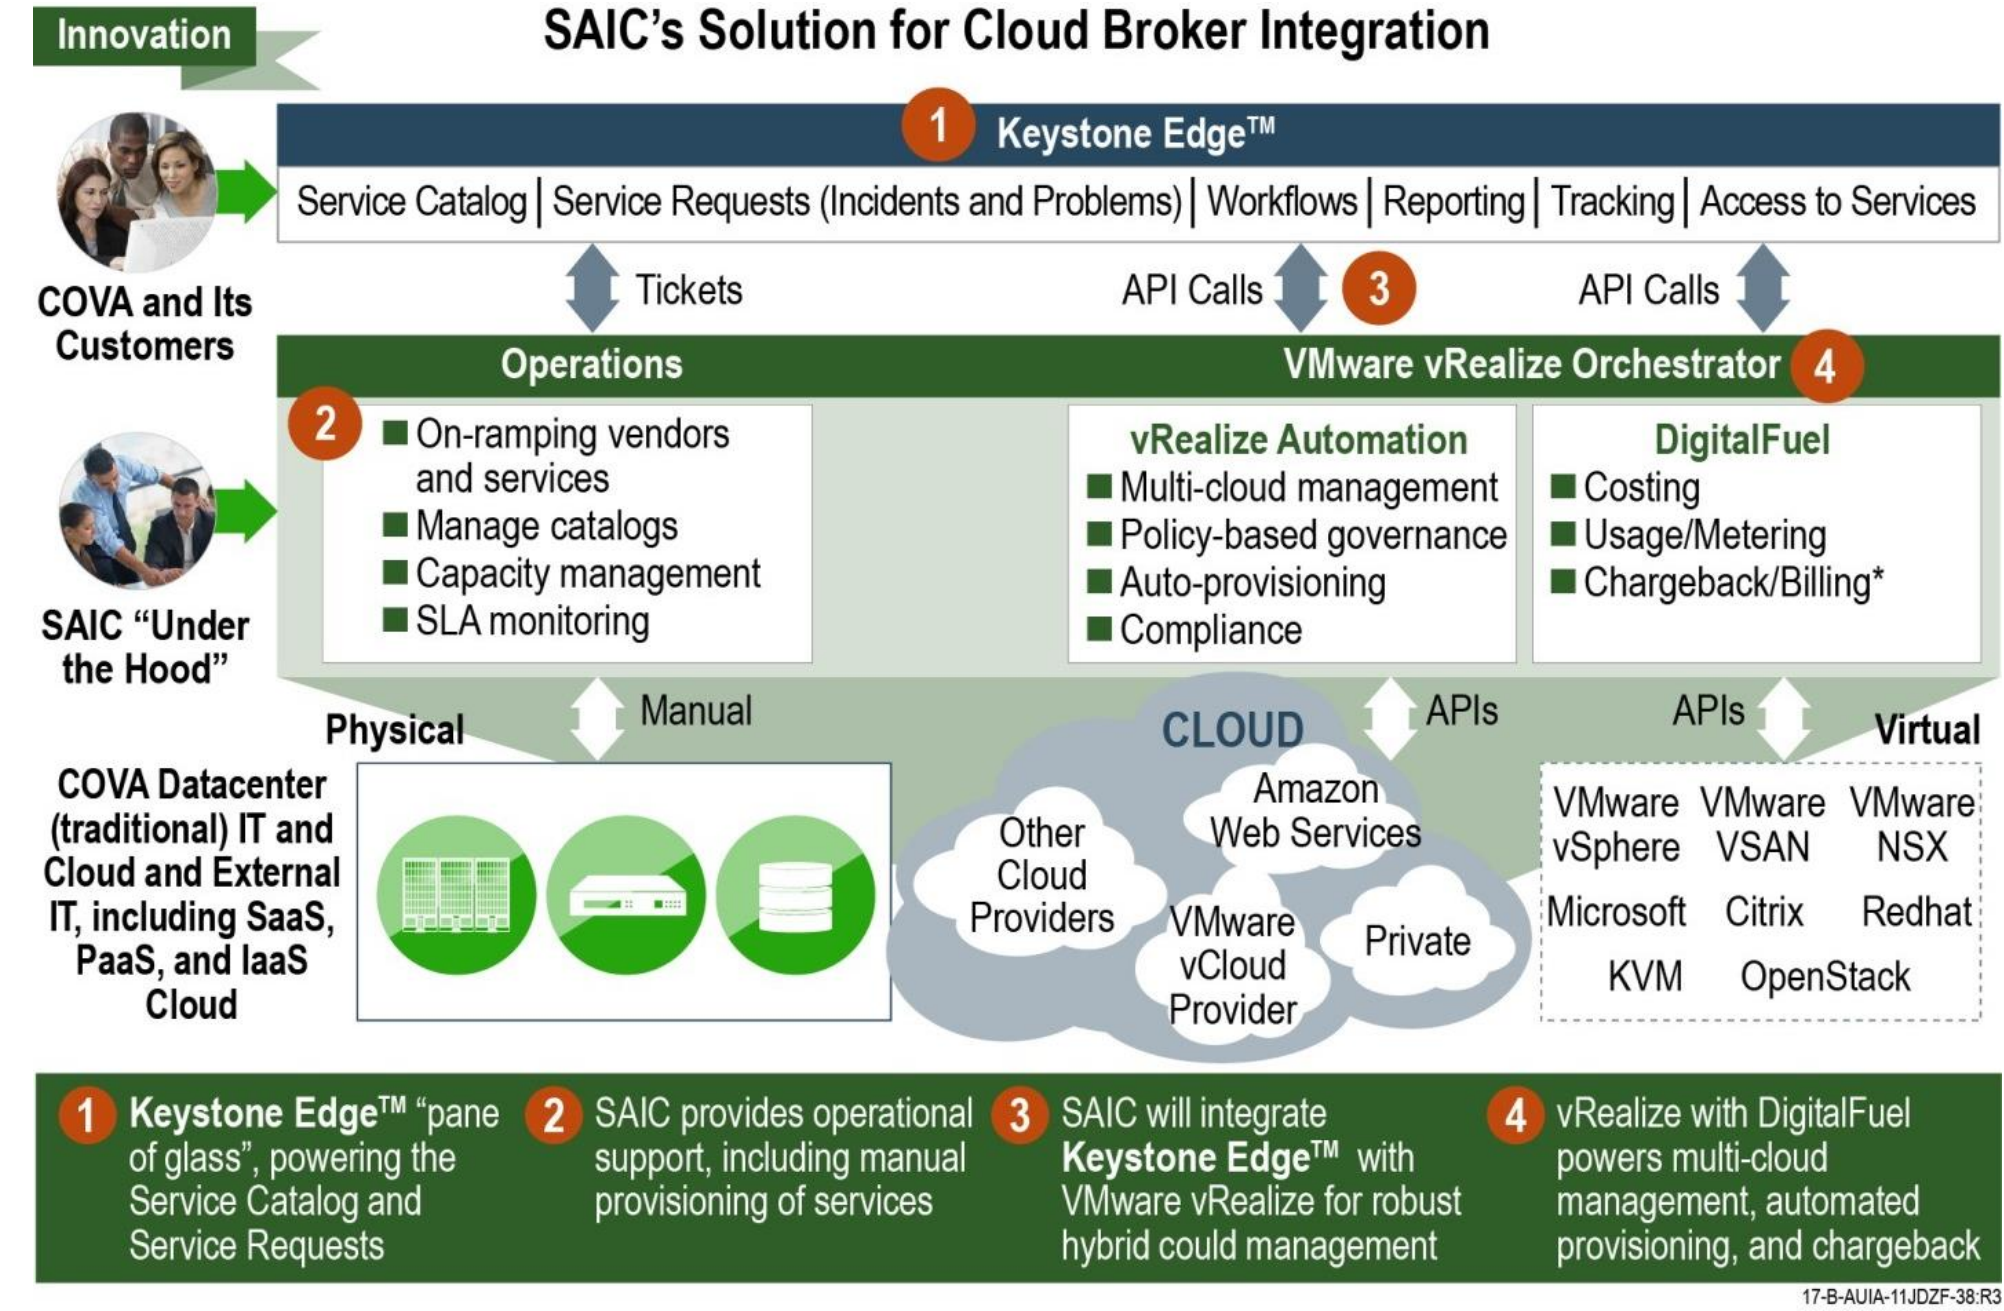 Innovation
SAIC’s Solution for Cloud Broker Integration
1 Keystone Edge™
Service Catalog | Service Requests (Incidents and Problems) | Workflows | Reporting | Tracking | Access to Services
COVA and Its
Customers
Tickets
API Calls
3
API Calls
Operations
VMware vRealize Orchestrator 4
2
On-ramping vendors
and services
Manage catalogs
Capacity management
SLA monitoring
vRealize Automation
Multi-cloud management
Policy-based governance
Auto-provisioning
Compliance
DigitalFuel
Costing
Usage/Metering
Chargeback/Billing*
SAIC “Under
the Hood”
Physical
Manual
CLOUD
APIs
APIs
Virtual
COVA Datacenter
(traditional) IT and
Cloud and External
IT, including SaaS,
PaaS, and IaaS
Cloud
Other
Cloud
Providers
Amazon
Web Services
VMware
vCloud
Provider
Private
VMware VMware VMware
vSphere VSAN NSX
Microsoft Citrix Redhat
KVM OpenStack
1 Keystone Edge™ “pane
of glass”, powering the
Service Catalog and
Service Requests
2 SAIC provides operational
support, including manual
provisioning of services
3 SAIC will integrate
Keystone Edge™ with
VMware vRealize for robust
hybrid could management
4 vRealize with DigitalFuel
powers multi-cloud
management, automated
provisioning, and chargeback
17-B-AUIA-11JDZF-38:R3